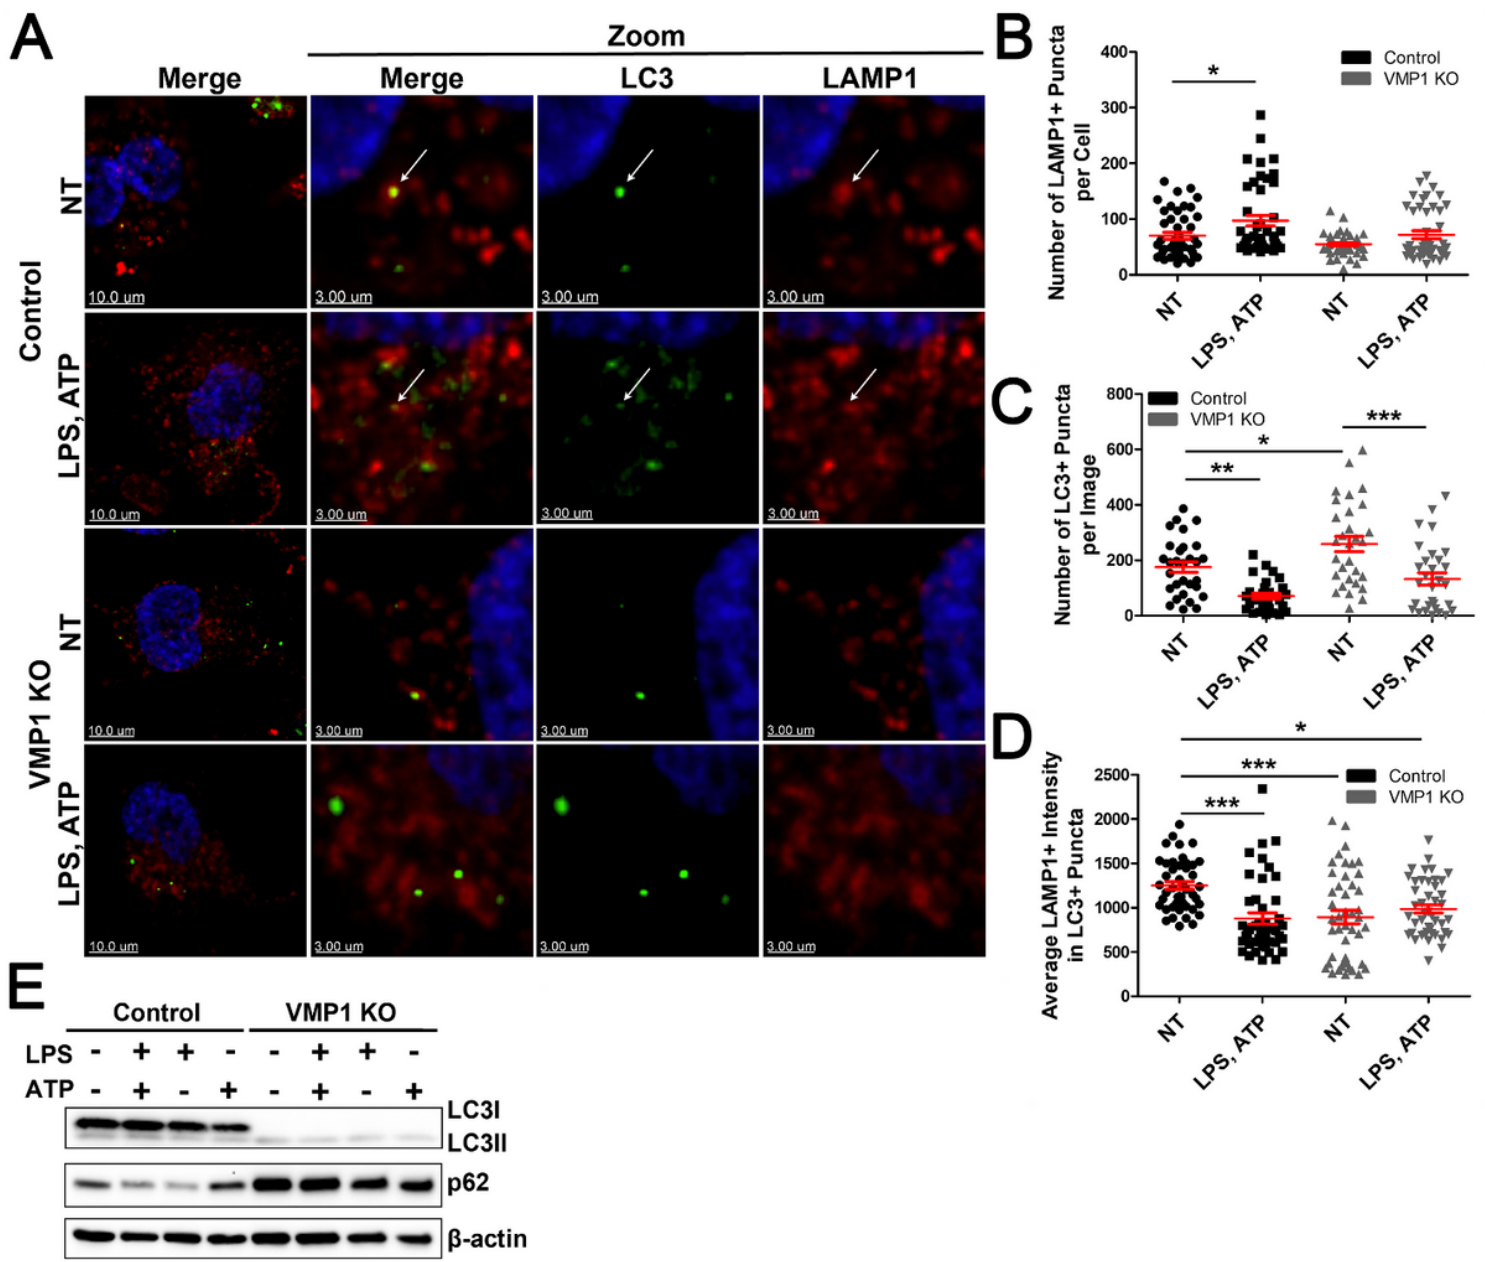 A
Zoom
Merge
Merge
LC3
LAMP1
Control
NT
10.0 um
3.00 um
3.00 um
3.00 um
LPS, ATP
10.0 um
3.00 um
3.00 um
3.00 um
VMP1 KO
NT
10.0 um
3.00 um
3.00 um
3.00 um
LPS, ATP
10.0 um
3.00 um
3.00 um
3.00 um
B
Number of LAMP1+ Puncta
per Cell
400
300
200
100
0
*
Control
VMP1 KO
NT
LPS, ATP
NT
LPS, ATP
C
Number of LC3+ Puncta
per Image
800
600
400
200
0
Control
VMP1 KO
**
*
***
NT
LPS, ATP
NT
LPS, ATP
D
Average LAMP1+ Intensity
in LC3+ Puncta
2500
2000
1500
1000
500
0
*
***
***
Control
VMP1 KO
NT
LPS, ATP
NT
LPS, ATP
E
Control VMP1 KO
LPS - + + - - + + -
ATP - + - + - + - +
LC3I
LC3II
p62
β-actin